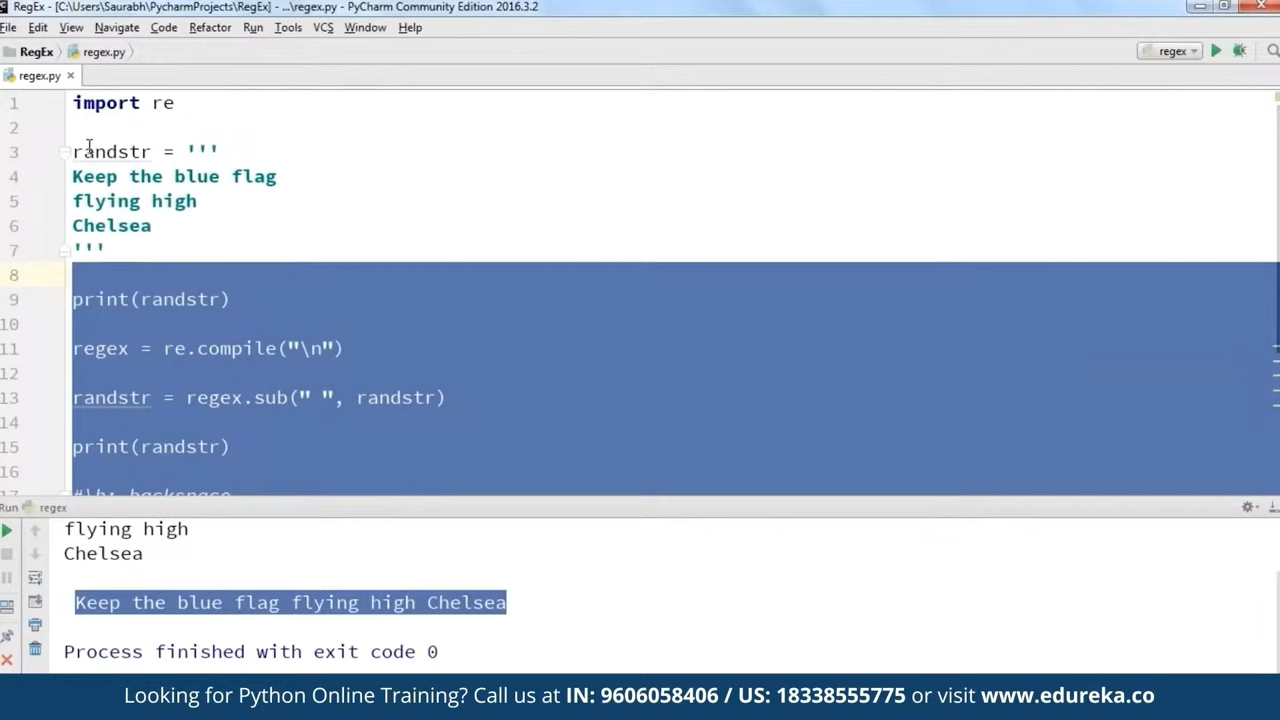 RegEx - [C:\Users\Saurabh\PycharmProjects\RegEx] - ...\regex.py - PyCharm Community Edition 2016.3.2
File Edit View Navigate Code Refactor Run Tools VCS Window Help
RegEx regex.py regex
regex.py
1 import re
2
3 randstr = '''
4 Keep the blue flag
5 flying high
6 Chelsea
7 '''
8
9 print(randstr)
10
11 regex = re.compile("\n")
12
13 randstr = regex.sub(" ", randstr)
14
15 print(randstr)
16
17 #\b: backspace
Run regex
flying high
Chelsea
Keep the blue flag flying high Chelsea
Process finished with exit code 0
Looking for Python Online Training? Call us at IN: 9606058406 / US: 18338555775 or visit www.edureka.co